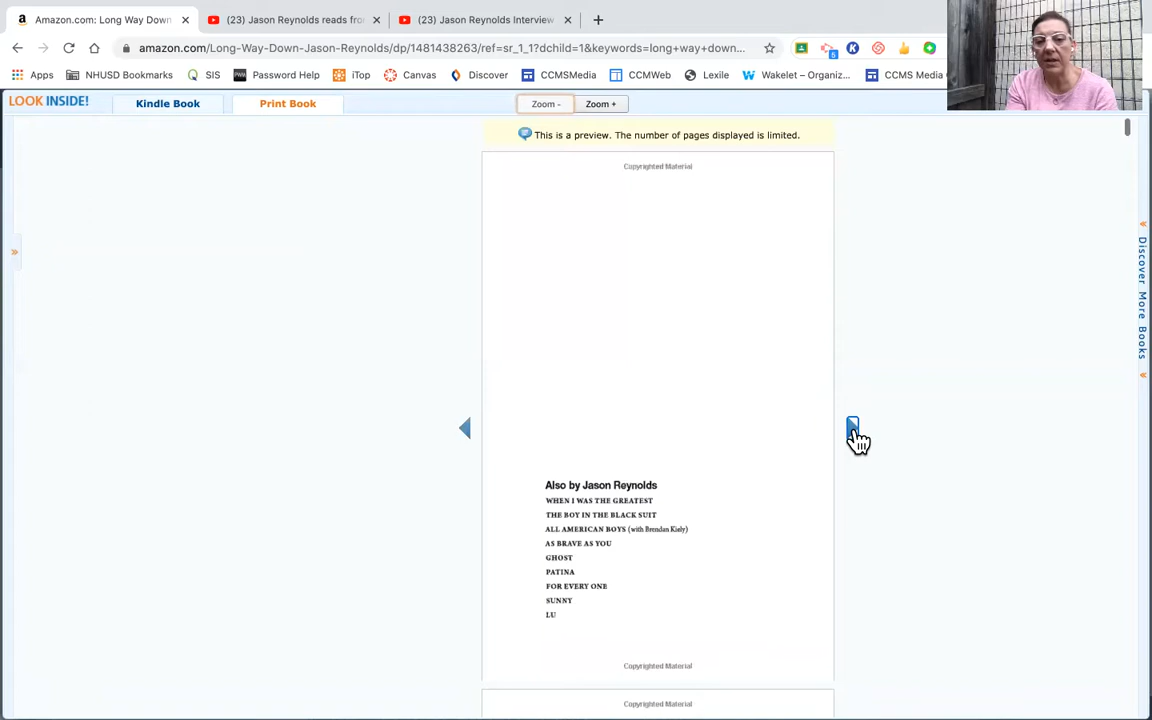 Amazon.com: Long Way Down
(23) Jason Reynolds reads fro
(23) Jason Reynolds Interview
amazon.com/Long-Way-Down-Jason-Reynolds/dp/1481438263/ref=sr_1_1?dchild=1&keywords=long+way+down...
Apps NHUSD Bookmarks SIS Password Help iTop Canvas Discover CCMSMedia CCMWeb Lexile Wakelet – Organiz... CCMS Media
LOOK INSIDE! Kindle Book Print Book Zoom - Zoom +
This is a preview. The number of pages displayed is limited.
Copyrighted Material
Also by Jason Reynolds
WHEN I WAS THE GREATEST
THE BOY IN THE BLACK SUIT
ALL AMERICAN BOYS (with Brendan Kiely)
AS BRAVE AS YOU
GHOST
PATINA
FOR EVERY ONE
SUNNY
LU
Copyrighted Material
Copyrighted Material
Discover More Books